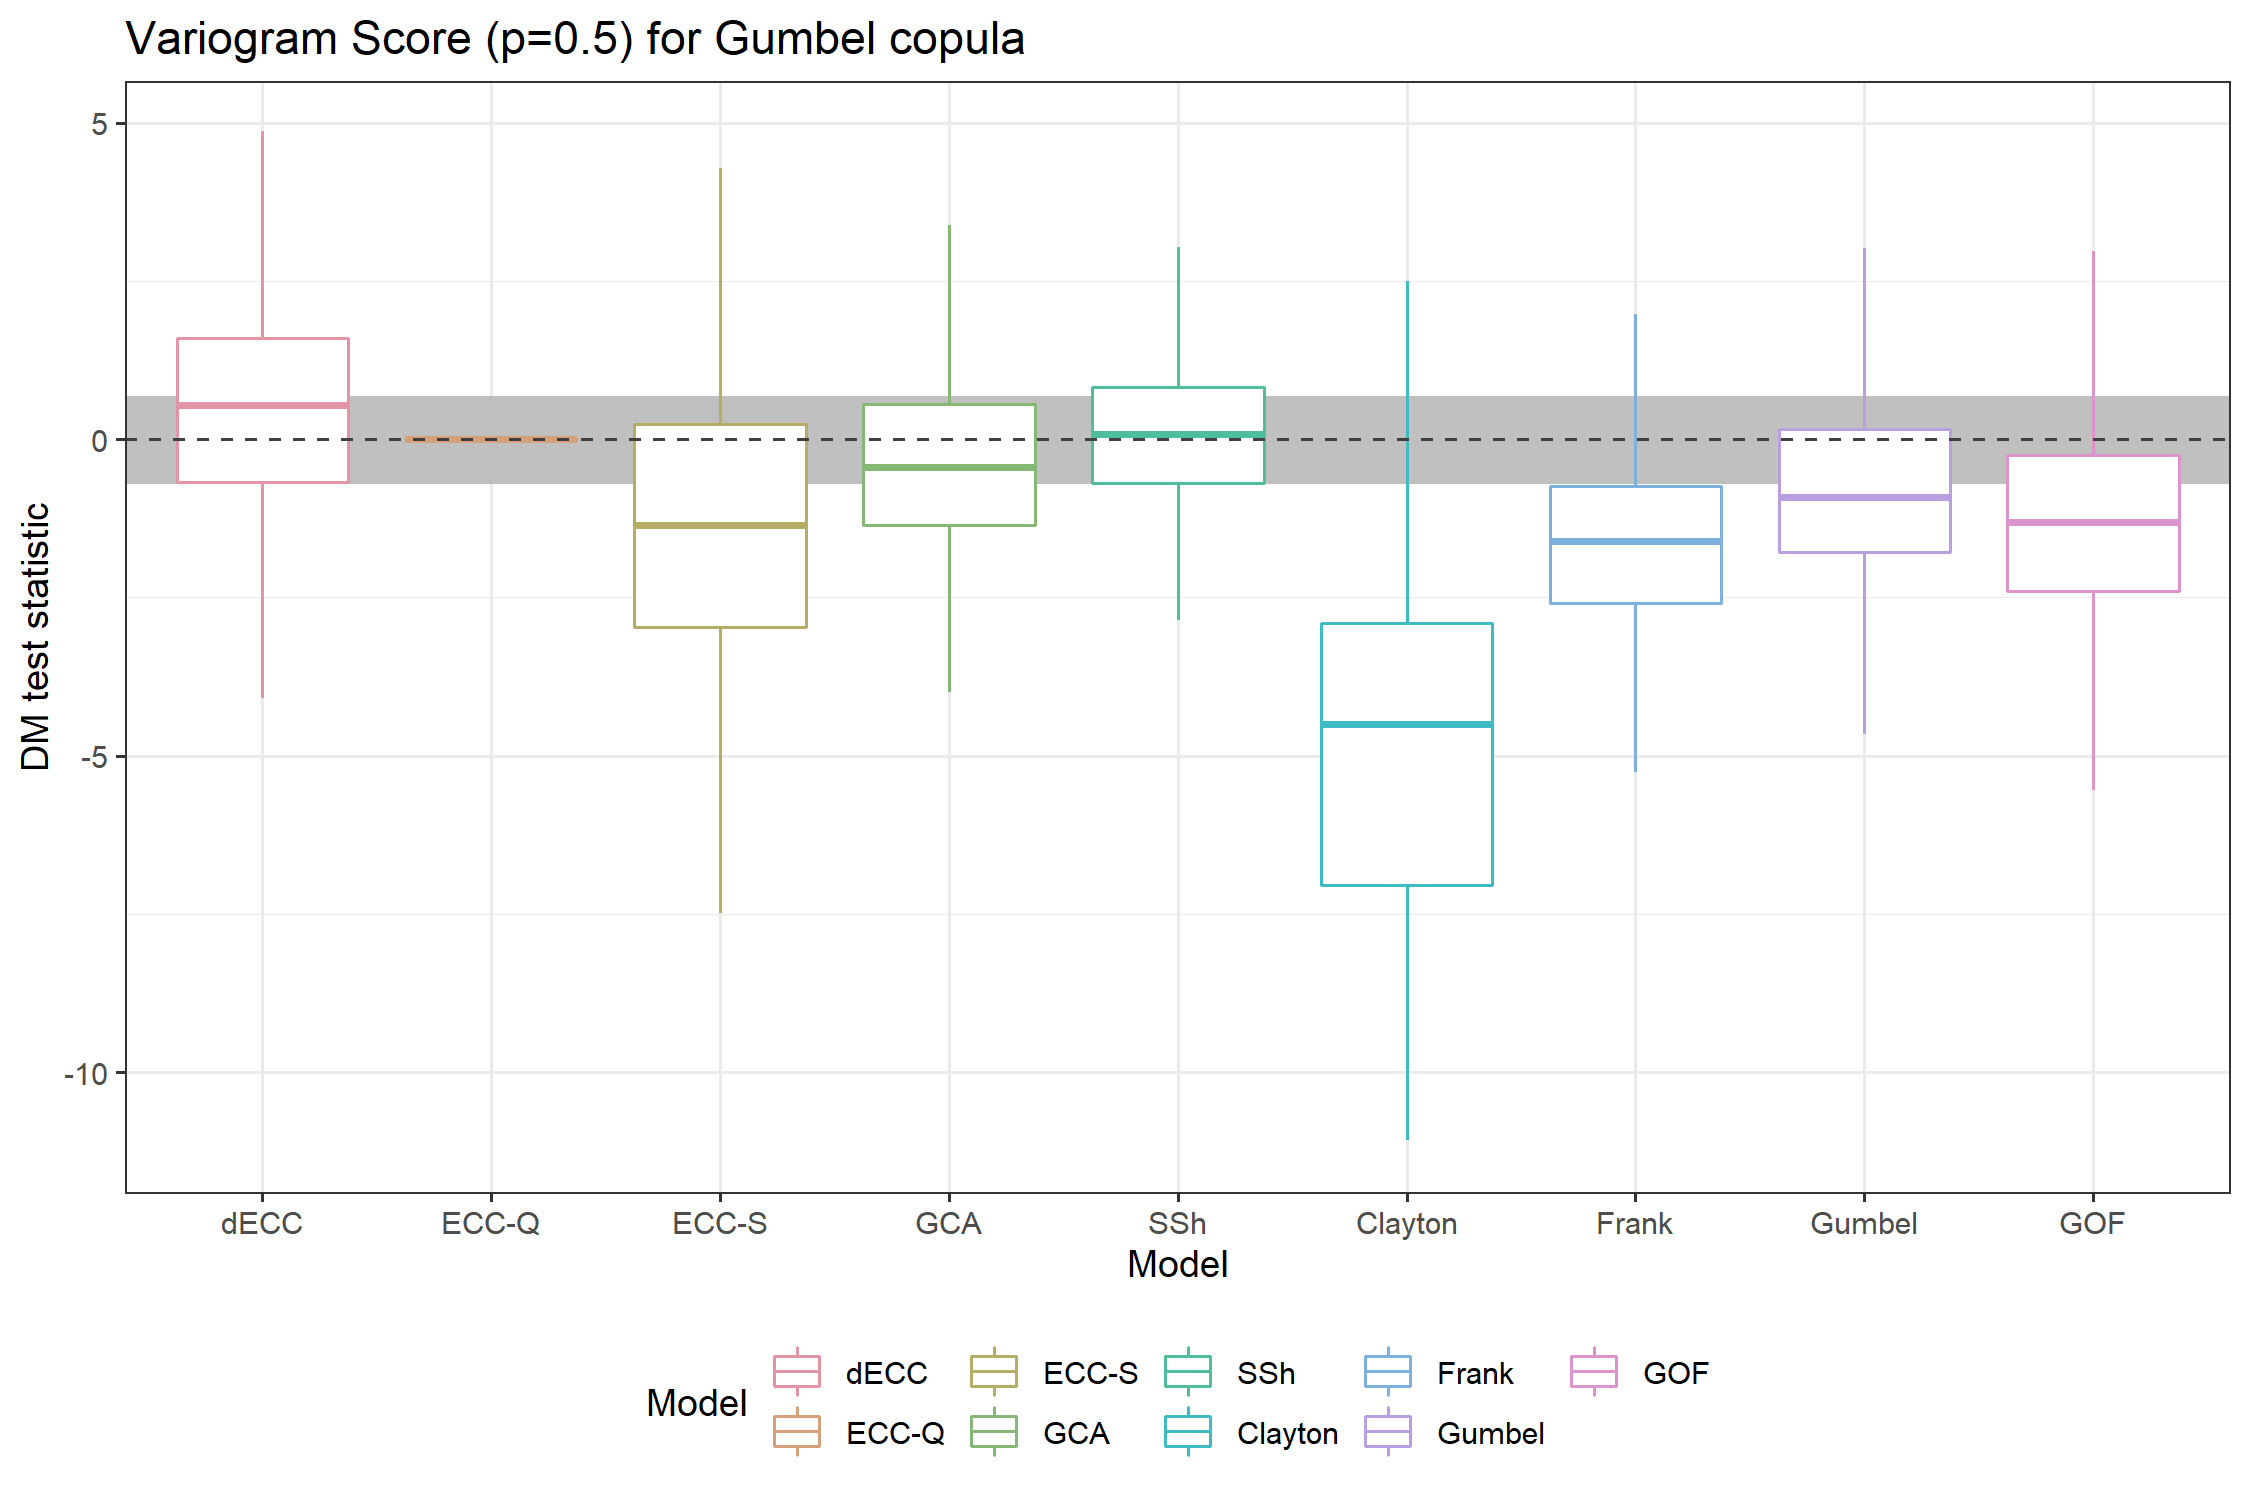 Variogram Score (p=0.5) for Gumbel copula
DM test statistic
5
0
-5
-10
dECC ECC-Q ECC-S GCA SSh Clayton Frank Gumbel GOF
Model
Model
dECC ECC-S SSh Frank GOF
ECC-Q GCA Clayton Gumbel